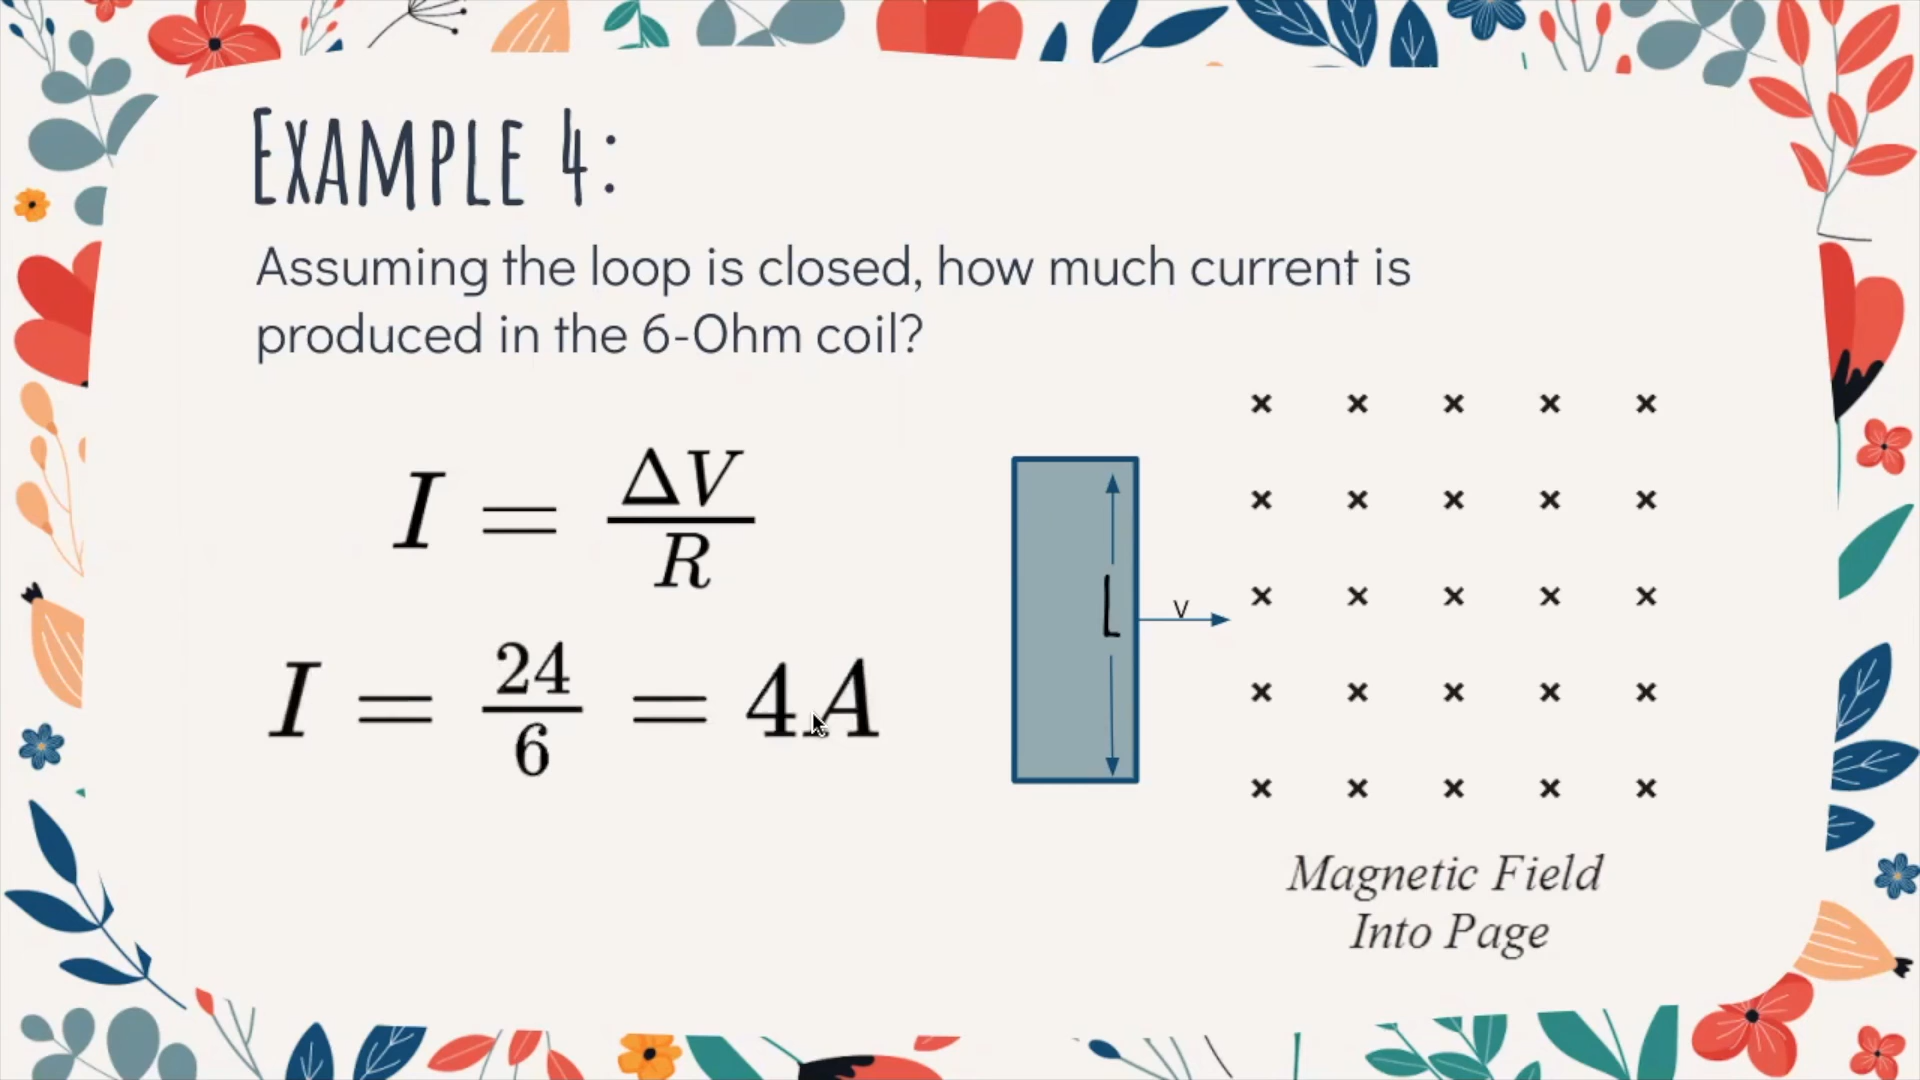 EXAMPLE 4:
Assuming the loop is closed, how much current is
produced in the 6-Ohm coil?
I = ΔV / R
I = 24 / 6 = 4A
L
v
Magnetic Field
Into Page